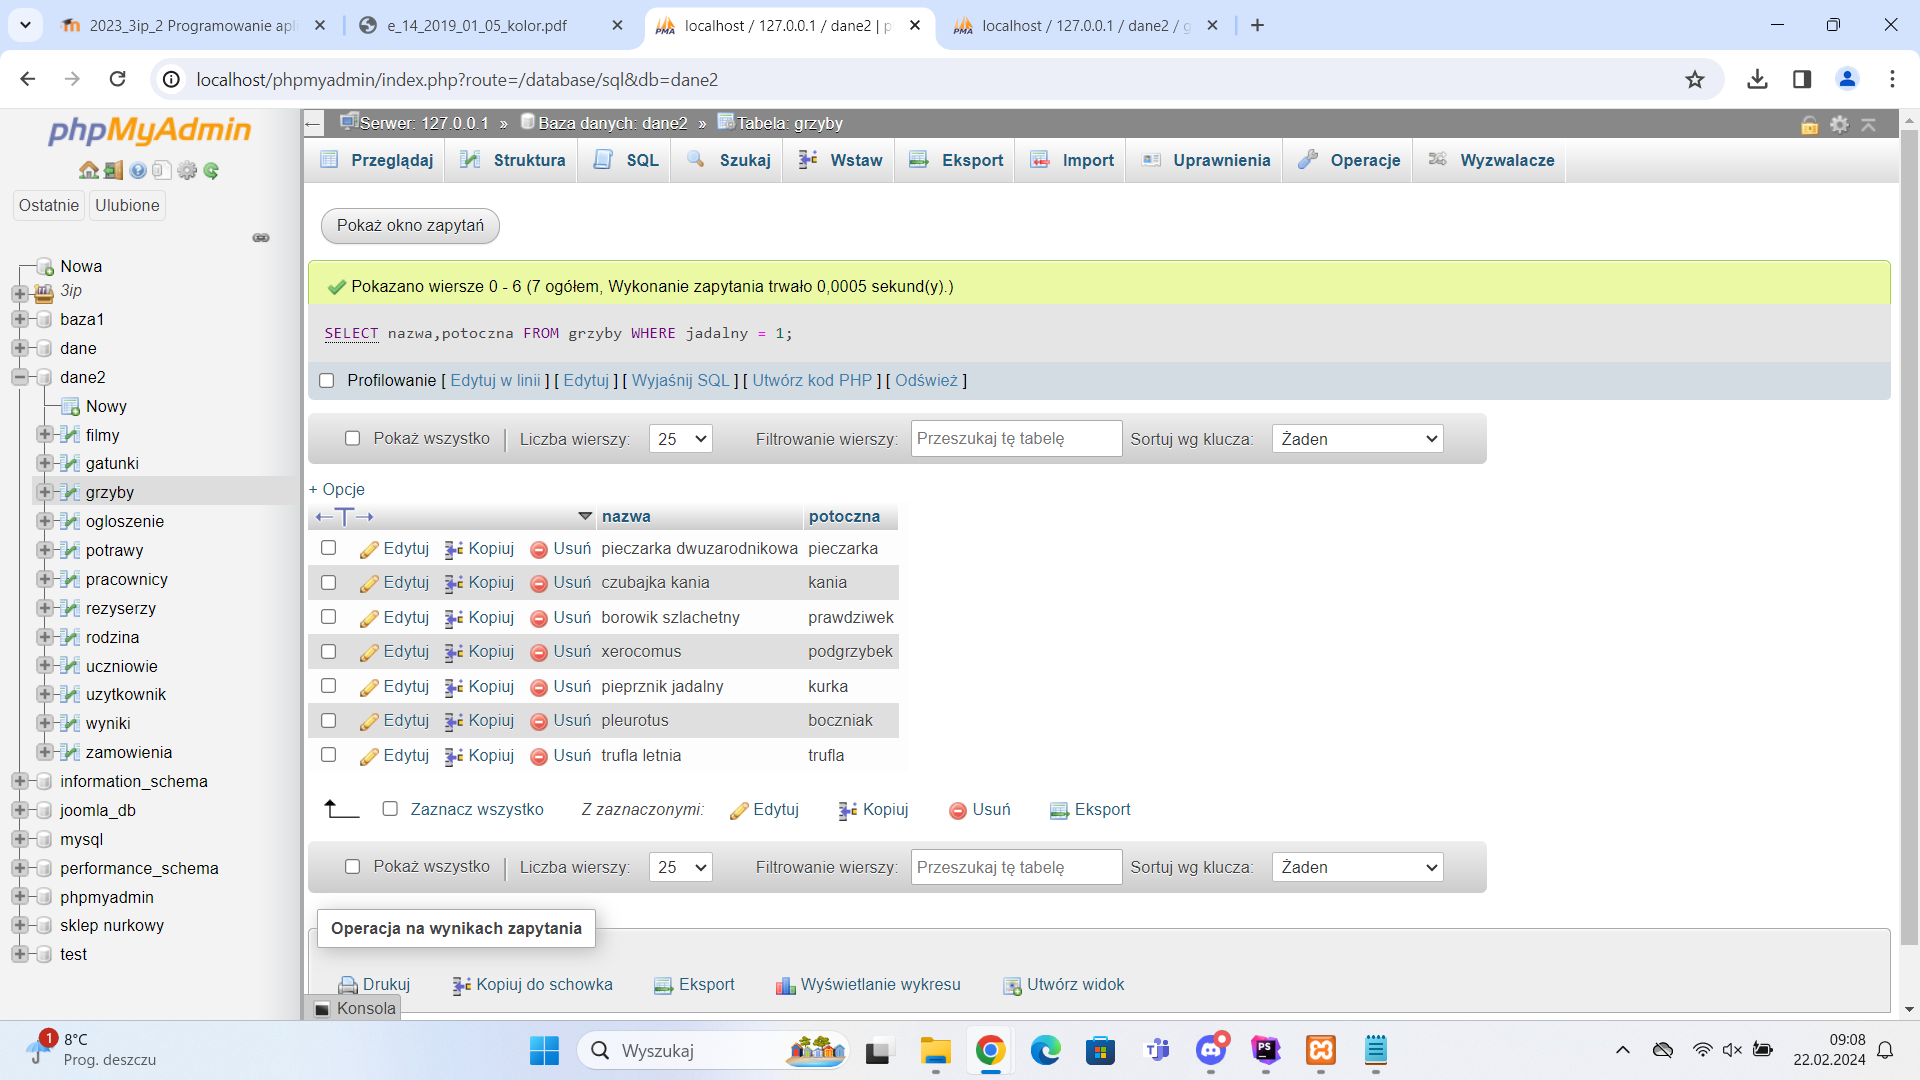 2023_3ip_2 Programowanie apli
e_14_2019_01_05_kolor.pdf
localhost / 127.0.0.1 / dane2 | p
localhost / 127.0.0.1 / dane2 / g
localhost/phpmyadmin/index.php?route=/database/sql&db=dane2
phpMyAdmin
Ostatnie
Ulubione
Nowa
3ip
baza1
dane
dane2
Nowy
filmy
gatunki
grzyby
ogloszenie
potrawy
pracownicy
rezyserzy
rodzina
uczniowie
uzytkownik
wyniki
zamowienia
information_schema
joomla_db
mysql
performance_schema
phpmyadmin
sklep nurkowy
test
Serwer: 127.0.0.1 » Baza danych: dane2 » Tabela: grzyby
Przeglądaj Struktura SQL Szukaj Wstaw Eksport Import Uprawnienia Operacje Wyzwalacze
Pokaż okno zapytań
Pokazano wiersze 0 - 6 (7 ogółem, Wykonanie zapytania trwało 0,0005 sekund(y).)
SELECT nazwa,potoczna FROM grzyby WHERE jadalny = 1;
Profilowanie [ Edytuj w linii ] [ Edytuj ] [ Wyjaśnij SQL ] [ Utwórz kod PHP ] [ Odśwież ]
Pokaż wszystko | Liczba wierszy: 25 Filtrowanie wierszy: Przeszukaj tę tabelę Sortuj wg klucza: Żaden
+ Opcje
←T→ nazwa potoczna
Edytuj Kopiuj Usuń pieczarka dwuzarodnikowa pieczarka
Edytuj Kopiuj Usuń czubajka kania kania
Edytuj Kopiuj Usuń borowik szlachetny prawdziwek
Edytuj Kopiuj Usuń xerocomus podgrzybek
Edytuj Kopiuj Usuń pieprznik jadalny kurka
Edytuj Kopiuj Usuń pleurotus boczniak
Edytuj Kopiuj Usuń trufla letnia trufla
Zaznacz wszystko Z zaznaczonymi: Edytuj Kopiuj Usuń Eksport
Pokaż wszystko | Liczba wierszy: 25 Filtrowanie wierszy: Przeszukaj tę tabelę Sortuj wg klucza: Żaden
Operacja na wynikach zapytania
Drukuj Kopiuj do schowka Eksport Wyświetlanie wykresu Utwórz widok
Konsola
1
8°C
Prog. deszczu
Wyszukaj
PS
09:08
22.02.2024